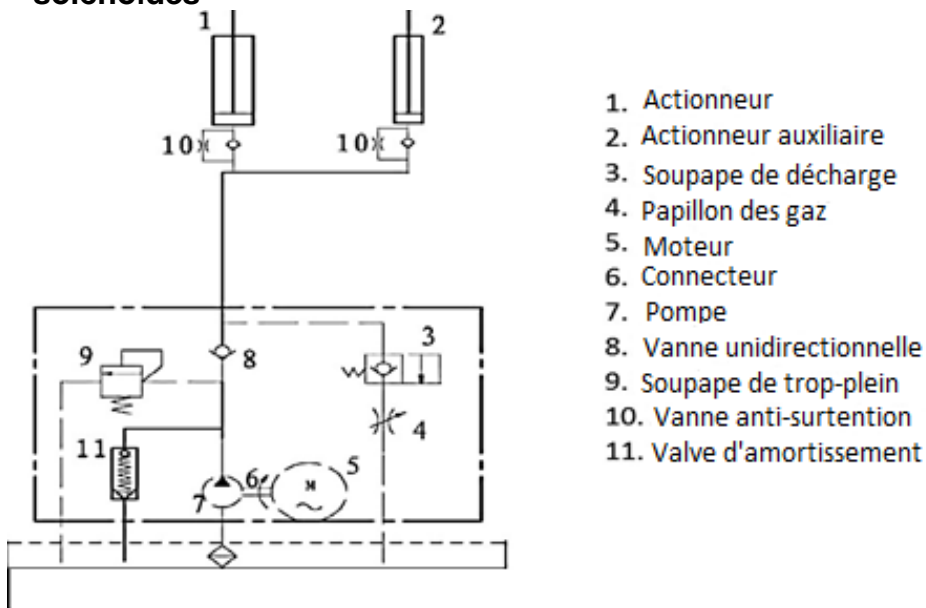 solénoïdes
1
2
10
10
1. Actionneur
2. Actionneur auxiliaire
3. Soupape de décharge
4. Papillon des gaz
5. Moteur
6. Connecteur
7. Pompe
8. Vanne unidirectionnelle
9. Soupape de trop-plein
10. Vanne anti-surtention
11. Valve d'amortissement
9
8
3
4
11
7
6
M
5